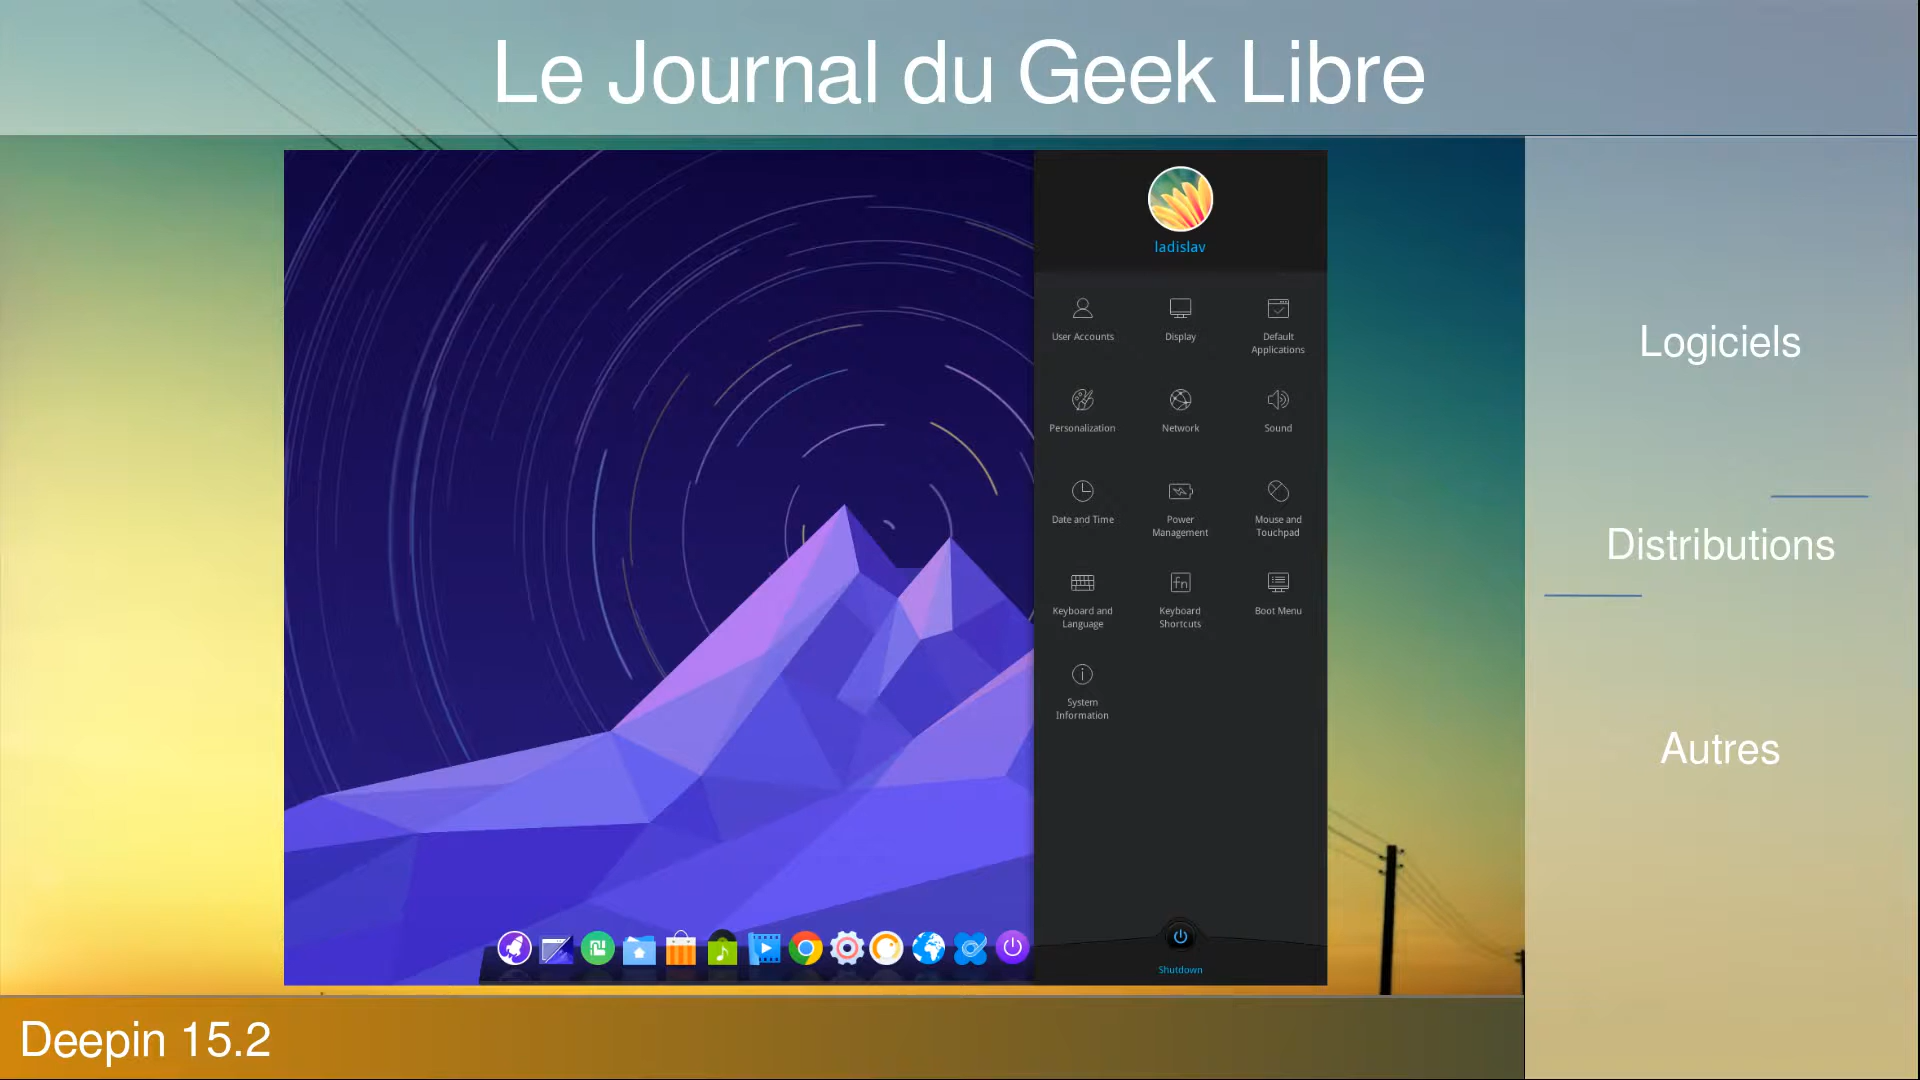 Le Journal du Geek Libre
ladislav
User Accounts
Display
Default
Applications
Personalization
Network
Sound
Date and Time
Power
Management
Mouse and
Touchpad
Keyboard and
Language
fn
Keyboard
Shortcuts
Boot Menu
System
Information
Shutdown
Logiciels
Distributions
Autres
Deepin 15.2